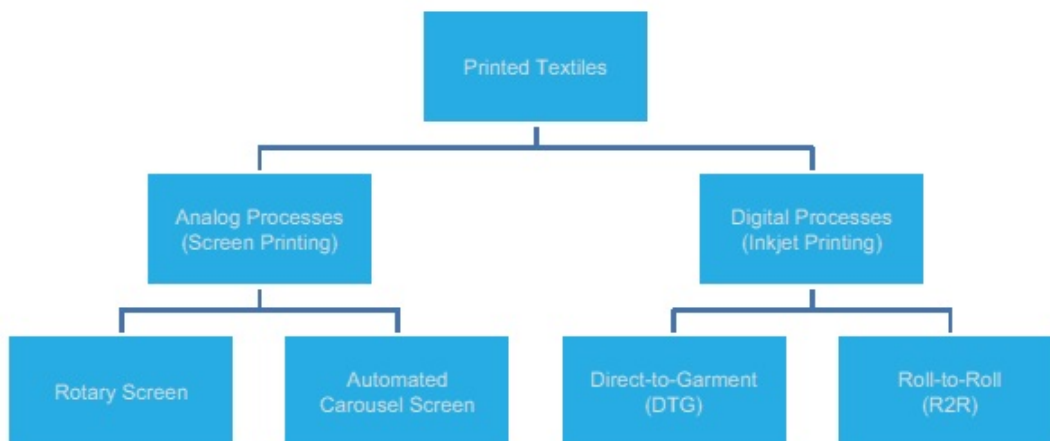 Printed Textiles
Analog Processes
(Screen Printing)
Digital Processes
(Inkjet Printing)
Rotary Screen
Automated
Carousel Screen
Direct-to-Garment
(DTG)
Roll-to-Roll
(R2R)